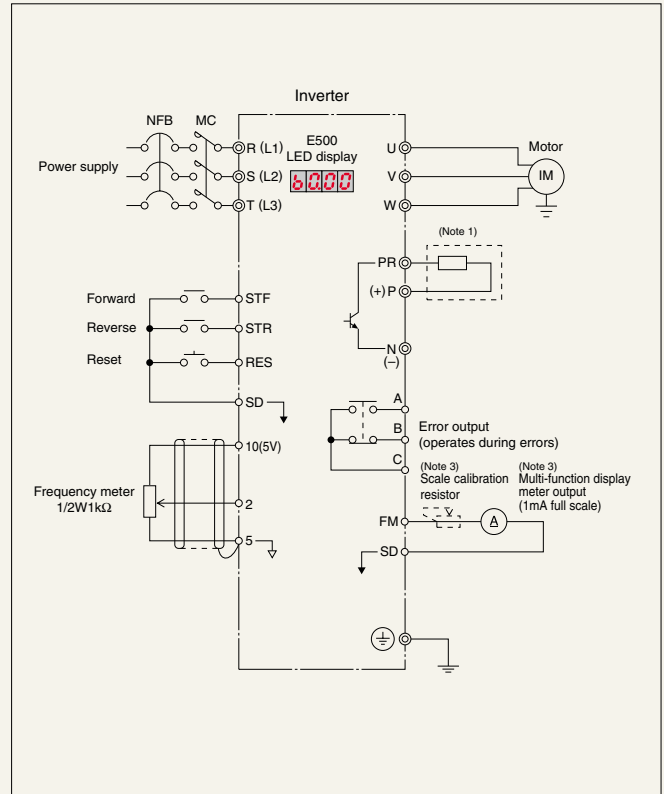 Inverter
NFB
MC
Power supply
R (L1)
S (L2)
T (L3)
E500
LED display
60.00
U
V
W
Motor
IM
(Note 1)
PR
(+) P
N
(–)
Forward
Reverse
Reset
STF
STR
RES
SD
A
B
C
Error output
(operates during errors)
10(5V)
Frequency meter
1/2W1kΩ
2
5
(Note 3)
Scale calibration
resistor
(Note 3)
Multi-function display
meter output
(1mA full scale)
FM
A
SD